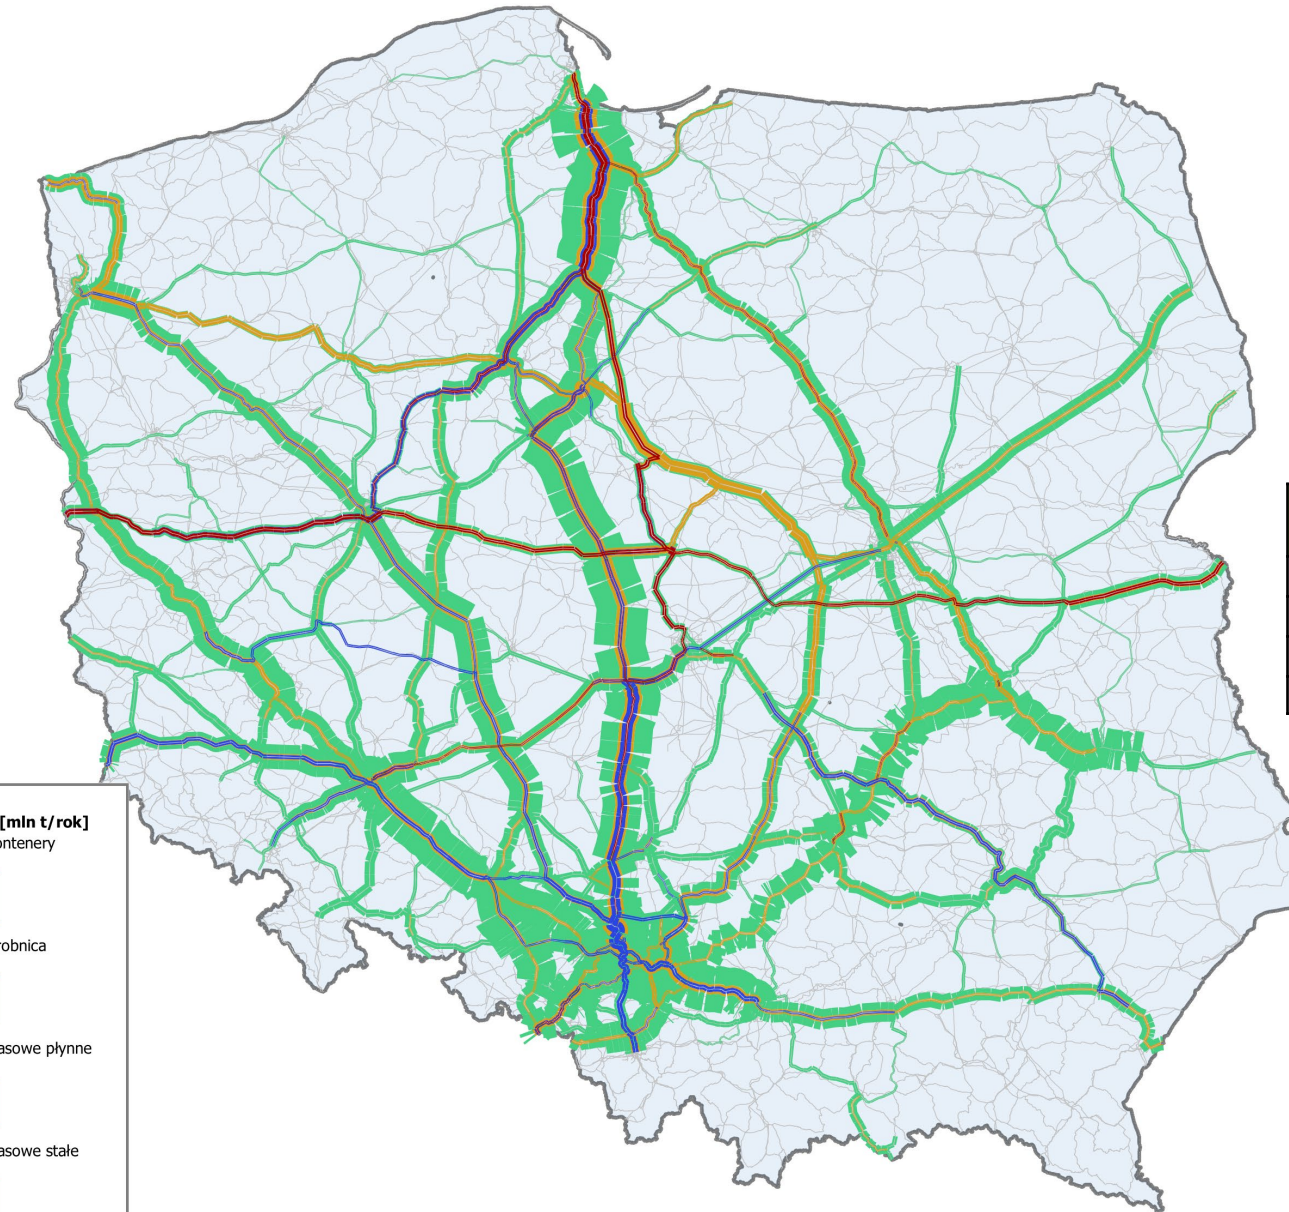 [mln t/rok]
ontenery
robnica
asowe płynne
asowe stałe